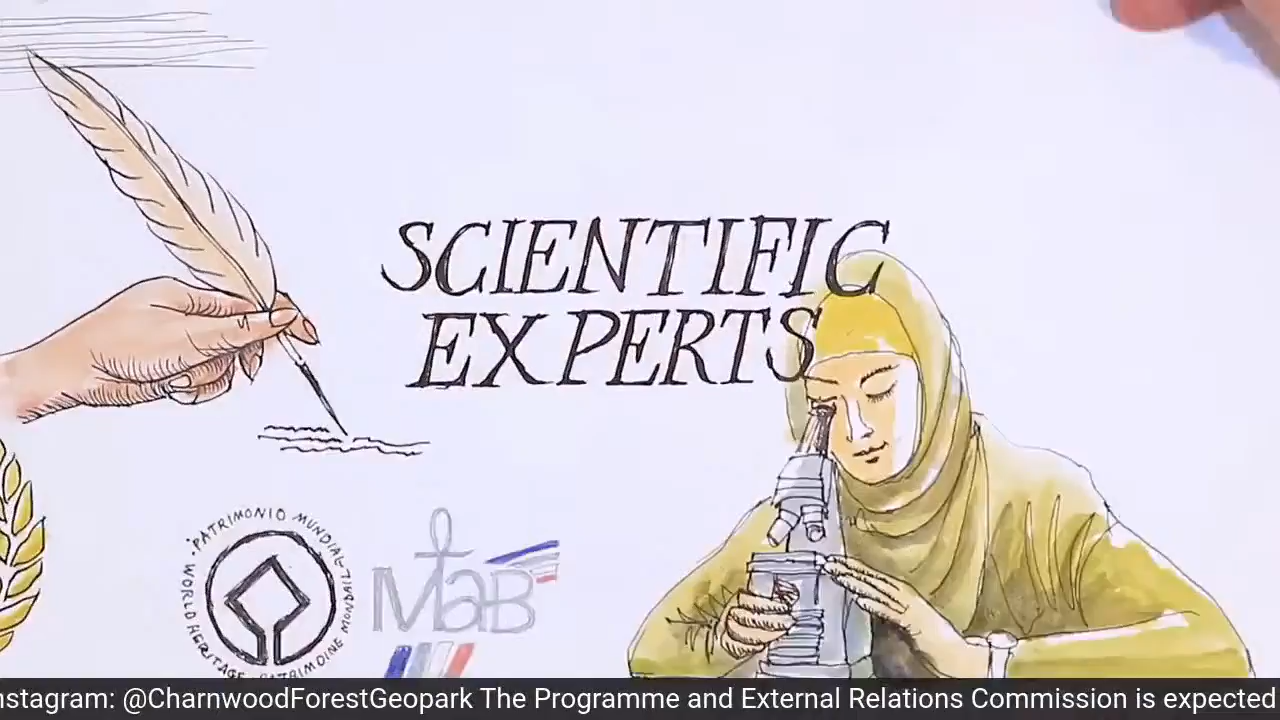 SCIENTIFIC
EXPERTS
· PATRIMONIO MUNDIAL · WORLD HERITAGE · PATRIMOINE MONDIAL
MaB
nstagram: @CharnwoodForestGeopark The Programme and External Relations Commission is expected